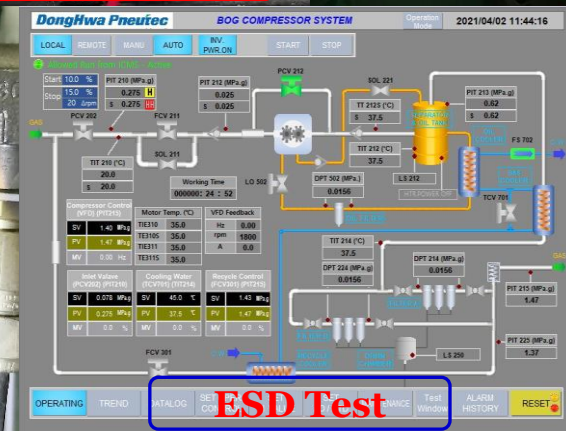 DongHwa Pneutec
BOG COMPRESSOR SYSTEM
Operation Mode
2021/04/02 11:44:16
LOCAL REMOTE MANU AUTO INV. PWR.ON START STOP
Start 10.0 %
Stop 15.0 %
20
PIT 210 (MPa.g)
0.275 H
S 0.275 HH
PIT 212 (MPa.g)
0.025
S 0.025
PCV 212
SOL 221
PIT 213 (MPa.g)
0.62
S 0.62
TT 212S (°C)
S 37.5
TIT 212 (°C)
37.5
PCV 202
FCV 211
GAS
SOL 211
TIT 210 (°C)
20.0
S 20.0
FS 702
LS 212
DPT 502 (MPa.)
0.0156
LO 502
TCV 701
Working Time
000000: 24 : 52
Compressor Control
(VFD) [PIT213]
SV 1.40 MPa.g
PV 1.47 MPa.g
MV 0.00 Hz
Motor Temp. (°C)
TIE310 35.0
TIE310S 35.0
TIE311 35.0
TIE311S 35.0
VFD Feedback
Hz 0.00
rpm 1800
A 0.0
TIT 214 (°C)
37.5
DPT 224 (MPa.g)
0.0156
DPT 214 (MPa.g)
0.0156
GAS
PIT 215 (MPa.g)
1.47
PIT 225 (MPa.g)
1.37
Inlet Valave
(PCV202) [PIT210]
SV 0.078 MPa.g
PV 0.275 MPa.g
MV 0.0 %
Cooling Water
(TCV701) [TIT214]
SV 45.0 °C
PV 37.5 °C
MV 0.0 %
Recycle Control
(FCV301) [PIT213]
SV 1.43 MPa.g
PV 1.47 MPa.g
MV 0.0 %
FCV 301
LS 250
OPERATING TREND DATALOG
ESD Test
Test Window
ALARM HISTORY
RESET